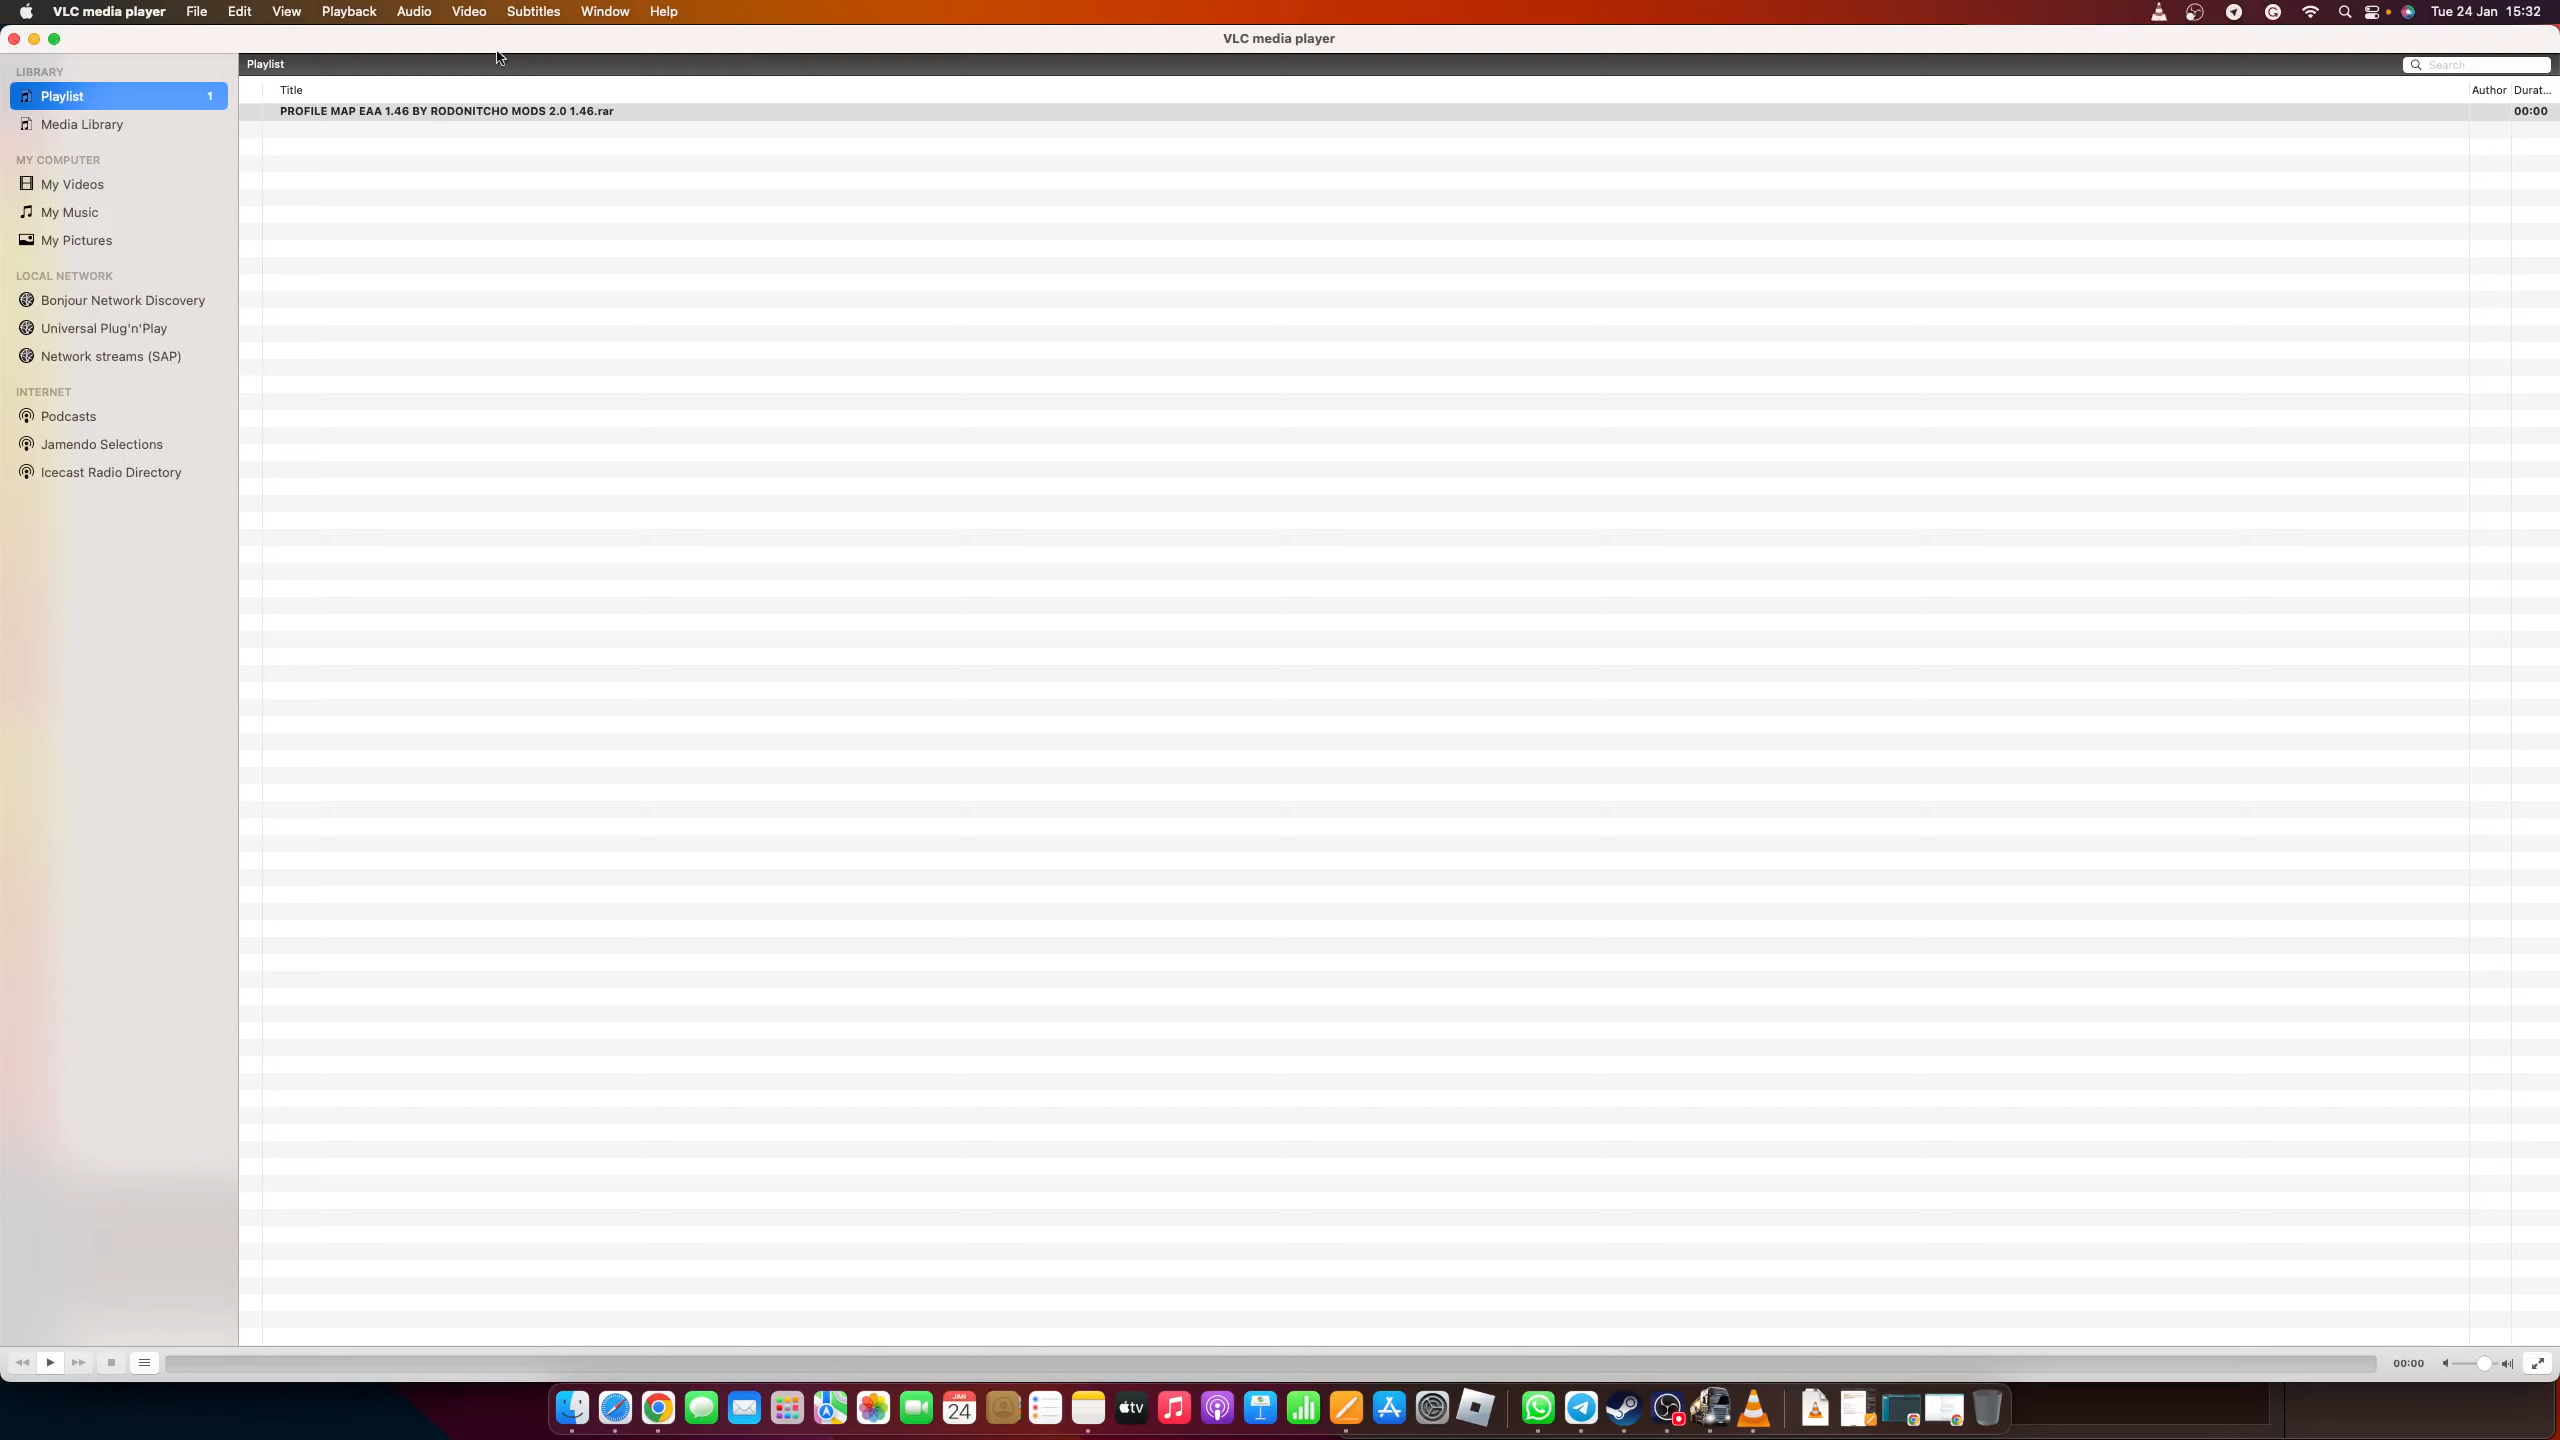 VLC media player File Edit View Playback Audio Video Subtitles Window Help Tue 24 Jan 15:32
VLC media player
LIBRARY
Playlist 1
Media Library
MY COMPUTER
My Videos
My Music
My Pictures
LOCAL NETWORK
Bonjour Network Discovery
Universal Plug'n'Play
Network streams (SAP)
INTERNET
Podcasts
Jamendo Selections
Icecast Radio Directory
Playlist
Search
Title Author Durat...
PROFILE MAP EAA 1.46 BY RODONITCHO MODS 2.0 1.46.rar 00:00
00:00
JAN
24
tv